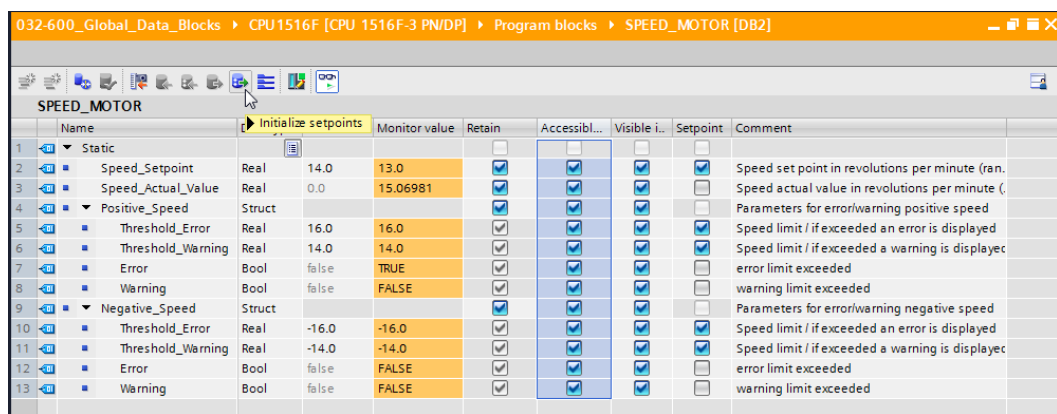 032-600_Global_Data_Blocks ▸ CPU1516F [CPU 1516F-3 PN/DP] ▸ Program blocks ▸ SPEED_MOTOR [DB2]
SPEED_MOTOR
Name Monitor value Retain Accessibl... Visible i... Setpoint Comment
Initialize setpoints
1 Static
2 Speed_Setpoint Real 14.0 13.0 Speed set point in revolutions per minute (ran.
3 Speed_Actual_Value Real 0.0 15.06981 Speed actual value in revolutions per minute (.
4 Positive_Speed Struct Parameters for error/warning positive speed
5 Threshold_Error Real 16.0 16.0 Speed limit / if exceeded an error is displayed
6 Threshold_Warning Real 14.0 14.0 Speed limit / if exceeded a warning is displayed
7 Error Bool false TRUE error limit exceeded
8 Warning Bool false FALSE warning limit exceeded
9 Negative_Speed Struct Parameters for error/warning negative speed
10 Threshold_Error Real -16.0 -16.0 Speed limit / if exceeded an error is displayed
11 Threshold_Warning Real -14.0 -14.0 Speed limit / if exceeded a warning is displayed
12 Error Bool false FALSE error limit exceeded
13 Warning Bool false FALSE warning limit exceeded